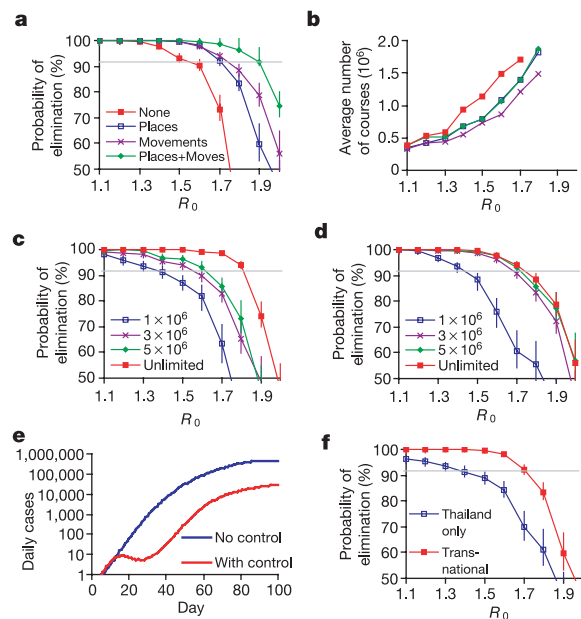 a
Probability of
elimination (%)
100
90
80
70
60
50
None
Places
Movements
Places+Moves
1.1 1.3 1.5 1.7 1.9
R0
b
Average number
of courses (10⁶)
2.0
1.5
1.0
0.5
0
1.1 1.3 1.5 1.7 1.9
R0
c
Probability of
elimination (%)
100
90
80
70
60
50
1 × 10⁶
3 × 10⁶
5 × 10⁶
Unlimited
1.1 1.3 1.5 1.7 1.9
R0
d
Probability of
elimination (%)
100
90
80
70
60
50
1 × 10⁶
3 × 10⁶
5 × 10⁶
Unlimited
1.1 1.3 1.5 1.7 1.9
R0
e
Daily cases
1,000,000
100,000
10,000
1,000
100
10
1
No control
With control
0 20 40 60 80 100
Day
f
Probability of
elimination (%)
100
90
80
70
60
50
Thailand
only
Trans-
national
1.1 1.3 1.5 1.7 1.9
R0